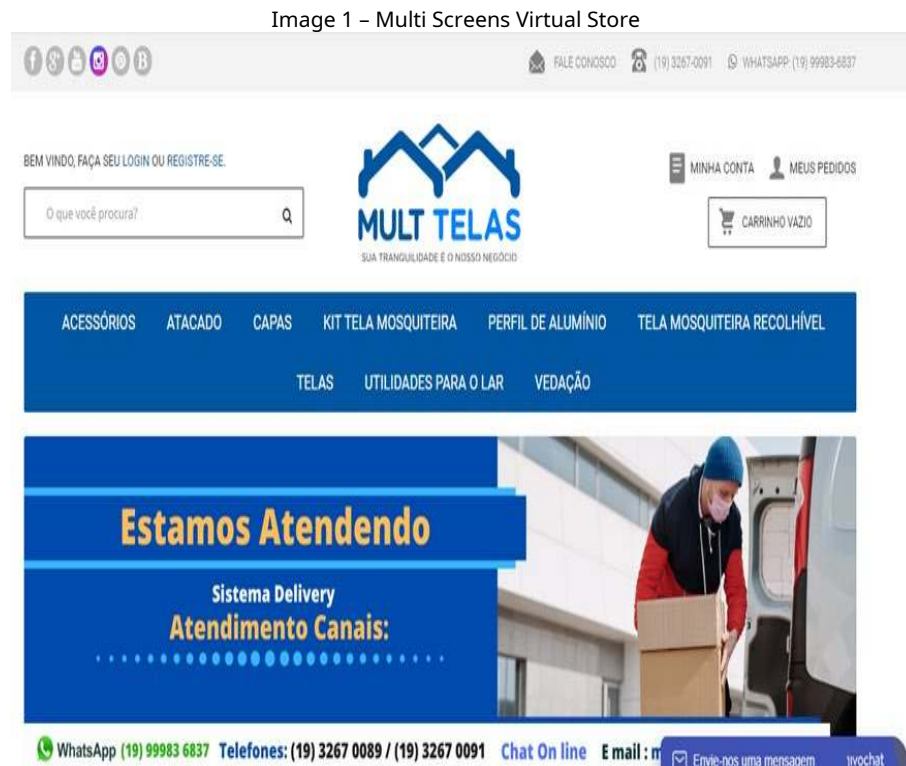 Image 1 – Multi Screens Virtual Store
FALE CONOSCO (19) 3267-0091 WHATSAPP: (19) 99983-6837
BEM VINDO, FAÇA SEU LOGIN OU REGISTRE-SE.
O que você procura?
MULT TELAS
SUA TRANQUILIDADE É O NOSSO NEGÓCIO
MINHA CONTA MEUS PEDIDOS
CARRINHO VAZIO
ACESSÓRIOS ATACADO CAPAS KIT TELA MOSQUITEIRA PERFIL DE ALUMÍNIO TELA MOSQUITEIRA RECOLHÍVEL
TELAS UTILIDADES PARA O LAR VEDAÇÃO
Estamos Atendendo
Sistema Delivery
Atendimento Canais:
WhatsApp (19) 99983 6837 Telefones: (19) 3267 0089 / (19) 3267 0091 Chat On line E mail :
Envie-nos uma mensagem